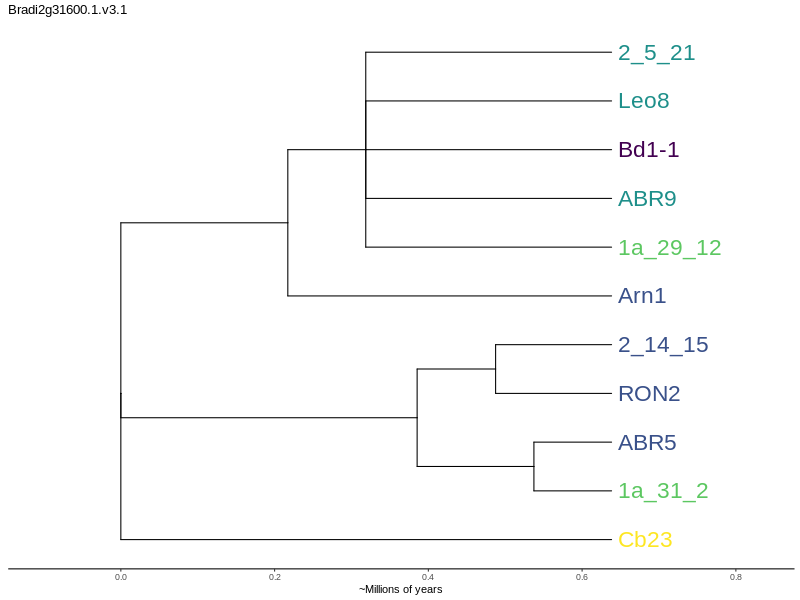 Bradi2g31600.1.v3.1
2_5_21
Leo8
Bd1-1
ABR9
1a_29_12
Arn1
2_14_15
RON2
ABR5
1a_31_2
Cb23
0.0 0.2 0.4 0.6 0.8
~Millions of years